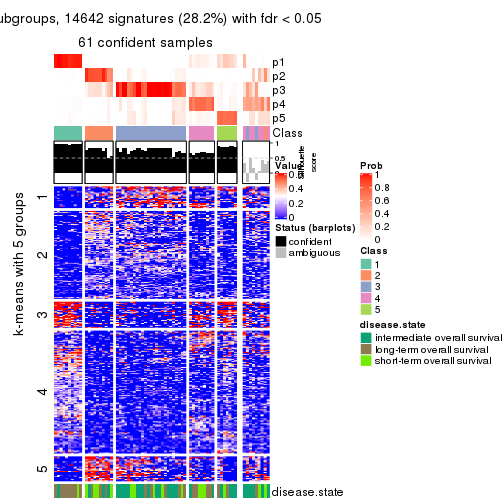 ubgroups, 14642 signatures (28.2%) with fdr < 0.05
61 confident samples
p1
p2
p3
p4
p5
Class
1
0.5
0
Silhouette
score
k-means with 5 groups
1
2
3
4
5
disease.state
Value
0.6
0.4
0.2
0
Status (barplots)
confident
ambiguous
Prob
1
0.8
0.6
0.4
0.2
0
Class
1
2
3
4
5
disease.state
intermediate overall survival
long-term overall survival
short-term overall survival